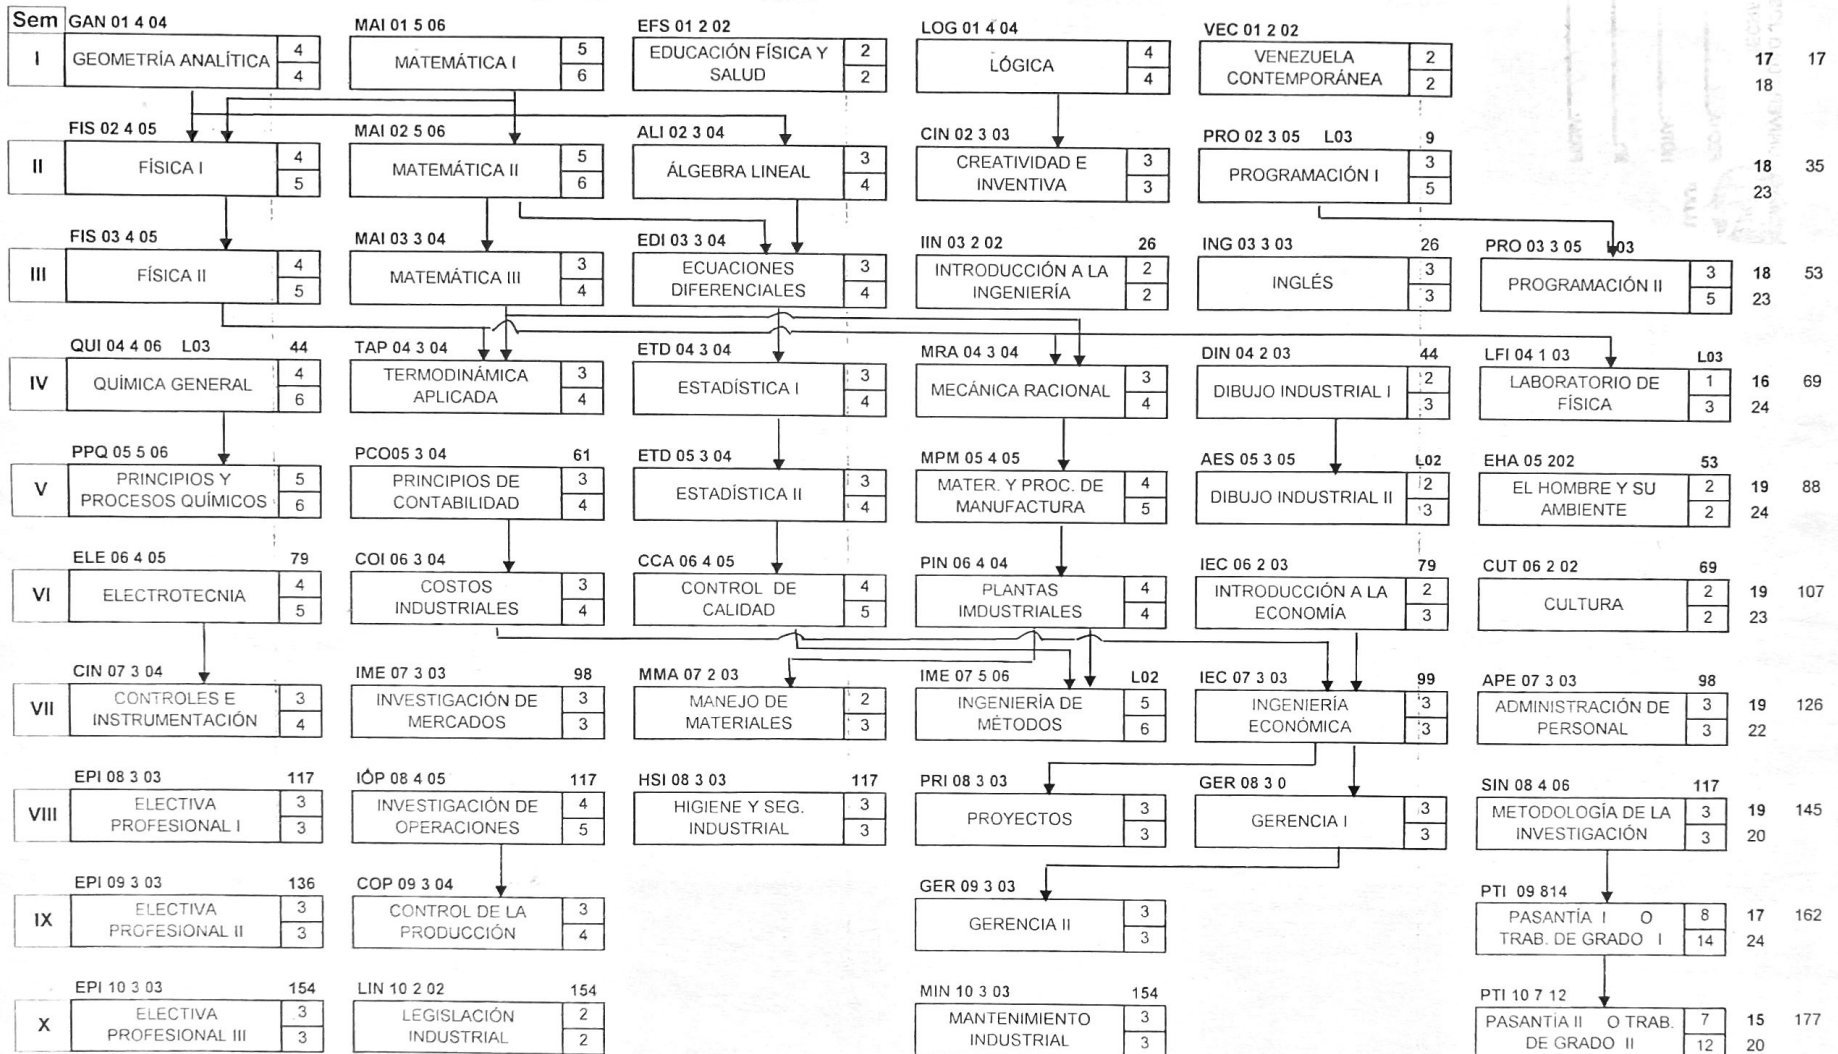 Sem
GAN 01 4 04
MAI 01 5 06
EFS 01 2 02
LOG 01 4 04
VEC 01 2 02
I
GEOMETRÍA ANALÍTICA 4 4
MATEMÁTICA I 5 6
EDUCACIÓN FÍSICA Y SALUD 2 2
LÓGICA 4 4
VENEZUELA CONTEMPORÁNEA 2 2
17 17
18
FIS 02 4 05
MAI 02 5 06
ALI 02 3 04
CIN 02 3 03
PRO 02 3 05 L03 9
II
FÍSICA I 4 5
MATEMÁTICA II 5 6
ÁLGEBRA LINEAL 3 4
CREATIVIDAD E INVENTIVA 3 3
PROGRAMACIÓN I 3 5
18 35
23
FIS 03 4 05
MAI 03 3 04
EDI 03 3 04
IIN 03 2 02 26
ING 03 3 03 26
PRO 03 3 05 L03
III
FÍSICA II 4 5
MATEMÁTICA III 3 4
ECUACIONES DIFERENCIALES 3 4
INTRODUCCIÓN A LA INGENIERÍA 2 2
INGLÉS 3 3
PROGRAMACIÓN II 3 5
18 53
23
QUI 04 4 06 L03 44
TAP 04 3 04
ETD 04 3 04
MRA 04 3 04
DIN 04 2 03 44
LFI 04 1 03 L03
IV
QUÍMICA GENERAL 4 6
TERMODINÁMICA APLICADA 3 4
ESTADÍSTICA I 3 4
MECÁNICA RACIONAL 3 4
DIBUJO INDUSTRIAL I 2 3
LABORATORIO DE FÍSICA 1 3
16 69
24
PPQ 05 5 06
PCO05 3 04 61
ETD 05 3 04
MPM 05 4 05
AES 05 3 05 L02
EHA 05 202 53
V
PRINCIPIOS Y PROCESOS QUÍMICOS 5 6
PRINCIPIOS DE CONTABILIDAD 3 4
ESTADÍSTICA II 3 4
MATER. Y PROC. DE MANUFACTURA 4 5
DIBUJO INDUSTRIAL II 2 3
EL HOMBRE Y SU AMBIENTE 2 2
19 88
24
ELE 06 4 05 79
COI 06 3 04
CCA 06 4 05
PIN 06 4 04
IEC 06 2 03 79
CUT 06 2 02 69
VI
ELECTROTECNIA 4 5
COSTOS INDUSTRIALES 3 4
CONTROL DE CALIDAD 4 5
PLANTAS IMDUSTRIALES 4 4
INTRODUCCIÓN A LA ECONOMÍA 2 3
CULTURA 2 2
19 107
23
CIN 07 3 04
IME 07 3 03 98
MMA 07 2 03
IME 07 5 06 L02
IEC 07 3 03 99
APE 07 3 03 98
VII
CONTROLES E INSTRUMENTACIÓN 3 4
INVESTIGACIÓN DE MERCADOS 3 3
MANEJO DE MATERIALES 2 3
INGENIERÍA DE MÉTODOS 5 6
INGENIERÍA ECONÓMICA 3 3
ADMINISTRACIÓN DE PERSONAL 3 3
19 126
22
EPI 08 3 03 117
IOP 08 4 05 117
HSI 08 3 03 117
PRI 08 3 03
GER 08 3 0
SIN 08 4 06 117
VIII
ELECTIVA PROFESIONAL I 3 3
INVESTIGACIÓN DE OPERACIONES 4 5
HIGIENE Y SEG. INDUSTRIAL 3 3
PROYECTOS 3 3
GERENCIA I 3 3
METODOLOGÍA DE LA INVESTIGACIÓN 3 3
19 145
20
EPI 09 3 03 136
COP 09 3 04
GER 09 3 03
PTI 09 814
IX
ELECTIVA PROFESIONAL II 3 3
CONTROL DE LA PRODUCCIÓN 3 4
GERENCIA II 3 3
PASANTÍA I O TRAB. DE GRADO I 8 14
17 162
24
EPI 10 3 03 154
LIN 10 2 02 154
MIN 10 3 03 154
PTI 10 7 12
X
ELECTIVA PROFESIONAL III 3 3
LEGISLACIÓN INDUSTRIAL 2 2
MANTENIMIENTO INDUSTRIAL 3 3
PASANTÍA II O TRAB. DE GRADO II 7 12
15 177
20